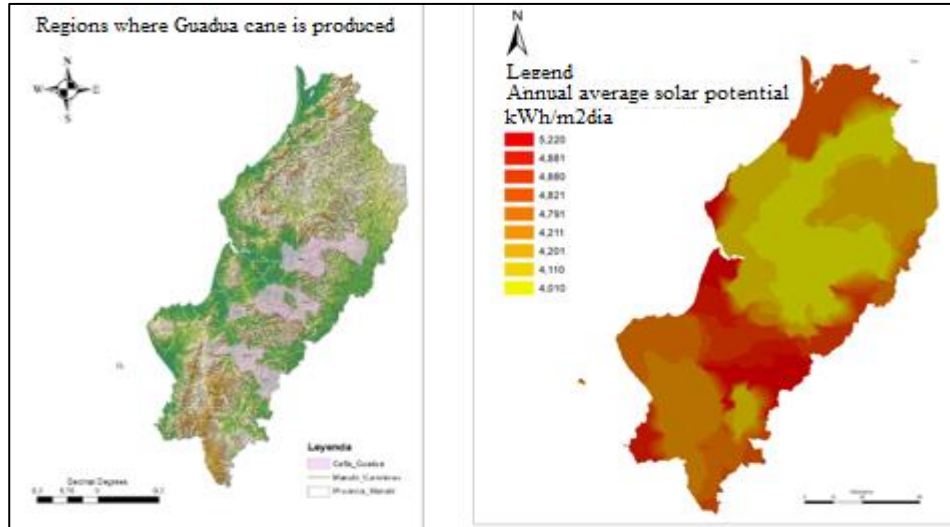 Regions where Guadua cane is produced
N
W E
S
Leyenda
Caña_Guadua
Provincia_Manabi
Decimal Degrees
N
Legend
Annual average solar potential
kWh/m2dia
5,220
4,881
4,860
4,821
4,791
4,211
4,201
4,110
4,010